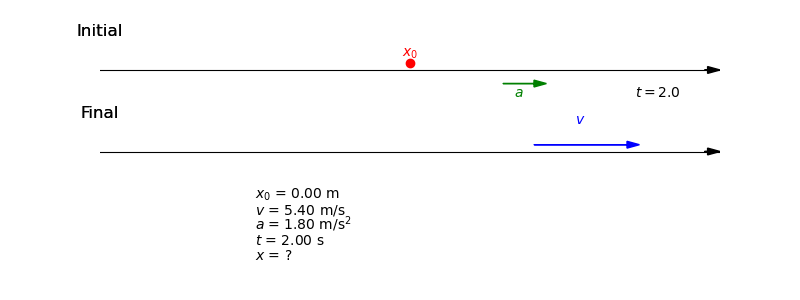 Initial
x₀
a
t = 2.0
Final
v
x₀ = 0.00 m
v = 5.40 m/s
a = 1.80 m/s²
t = 2.00 s
x = ?